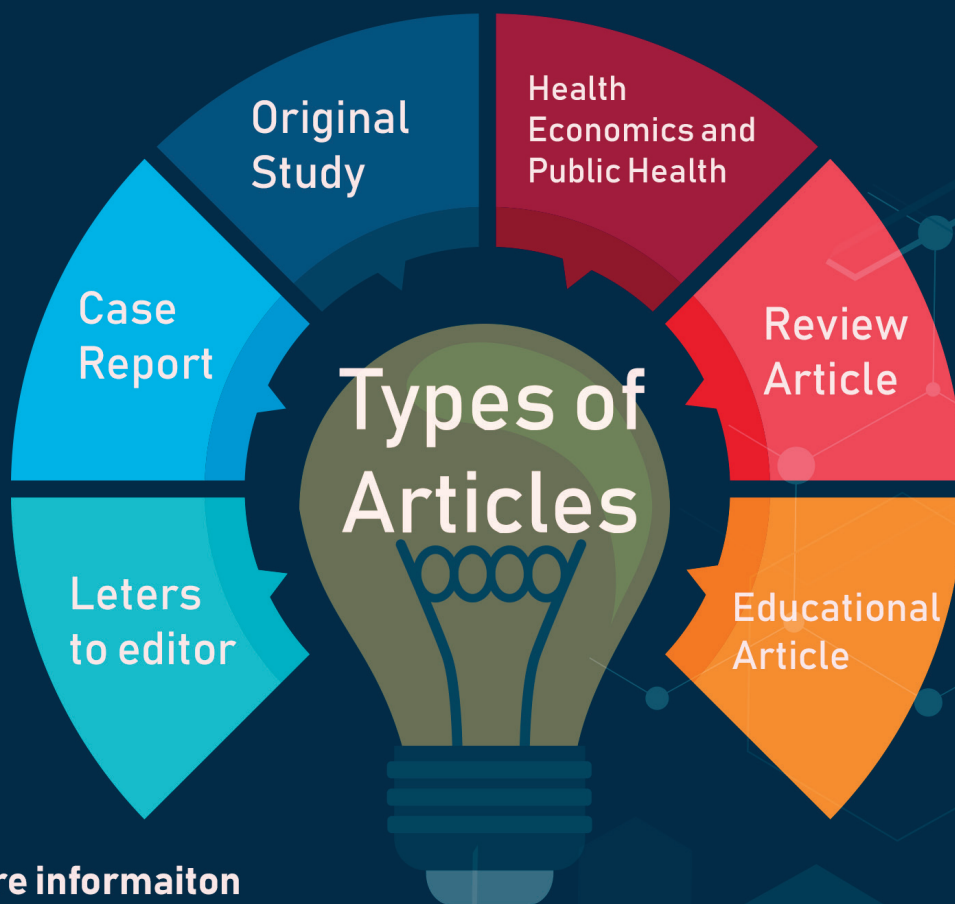 Original
Study
Health
Economics and
Public Health
Case
Report
Review
Article
Types of
Articles
Leters
to editor
Educational
Article
informaiton